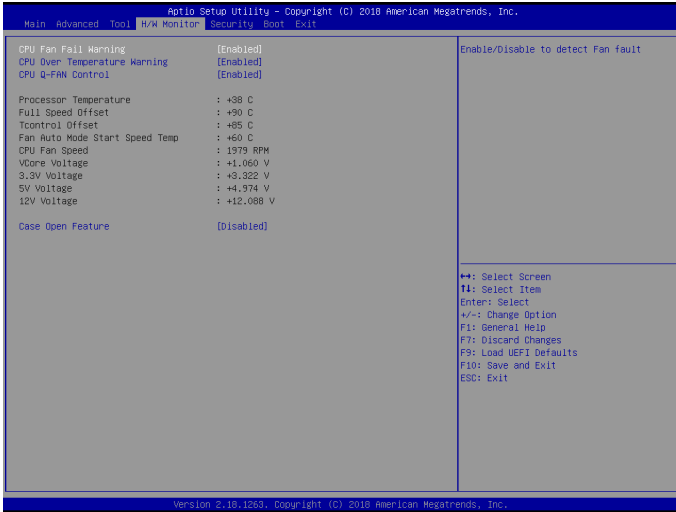 Aptio Setup Utility – Copyright (C) 2018 American Megatrends, Inc.
Main Advanced Tool H/W Monitor Security Boot Exit
CPU Fan Fail Warning [Enabled]
CPU Over Temperature Warning [Enabled]
CPU Q-FAN Control [Enabled]
Processor Temperature : +38 C
Full Speed Offset : +90 C
Tcontrol Offset : +85 C
Fan Auto Mode Start Speed Temp : +60 C
CPU Fan Speed : 1979 RPM
VCore Voltage : +1.060 V
3.3V Voltage : +3.322 V
5V Voltage : +4.974 V
12V Voltage : +12.088 V
Case Open Feature [Disabled]
Enable/Disable to detect Fan fault
↔: Select Screen
↑↓: Select Item
Enter: Select
+/-: Change Option
F1: General Help
F7: Discard Changes
F9: Load UEFI Defaults
F10: Save and Exit
ESC: Exit
Version 2.18.1263. Copyright (C) 2018 American Megatrends, Inc.